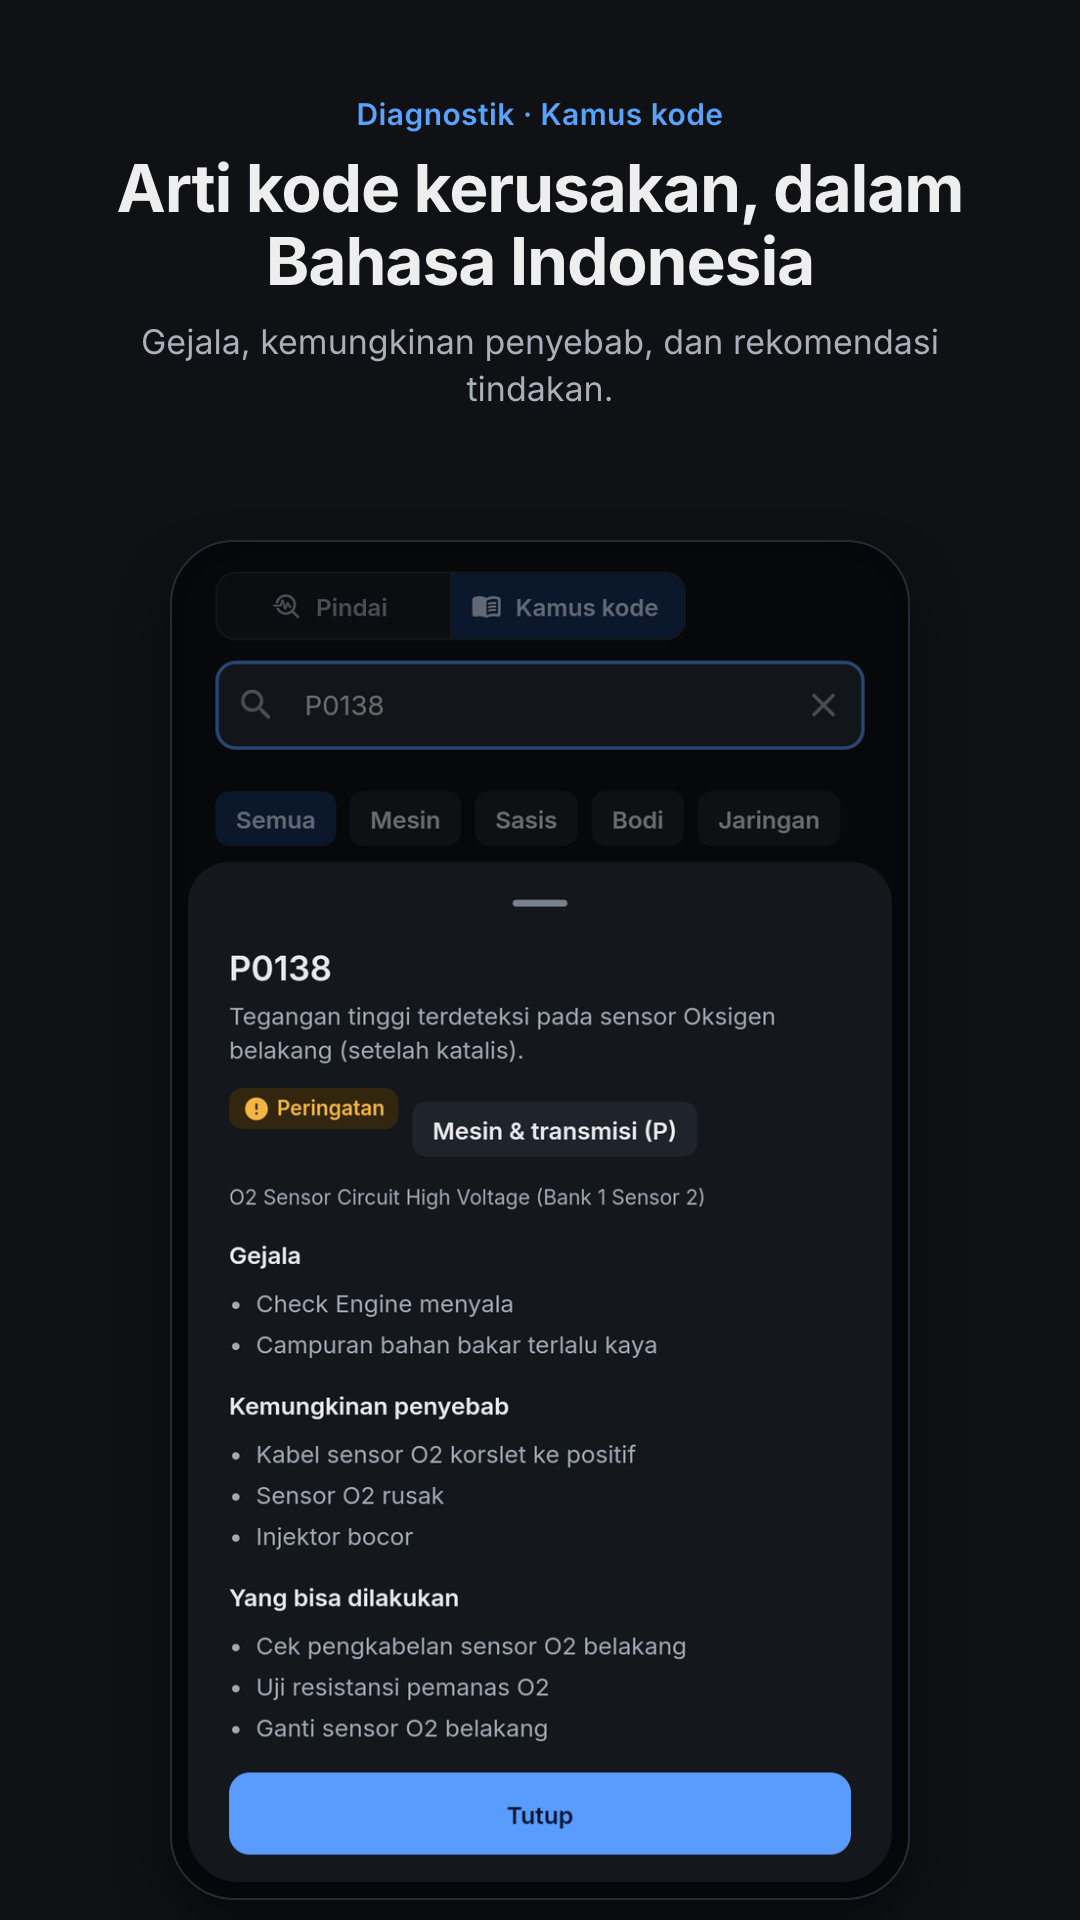 Diagnostik · Kamus kode
Arti kode kerusakan, dalam
Bahasa Indonesia
Gejala, kemungkinan penyebab, dan rekomendasi
tindakan.
Pindai
Kamus kode
P0138
Semua
Mesin
Sasis
Bodi
Jaringan
P0138
Tegangan tinggi terdeteksi pada sensor Oksigen
belakang (setelah katalis).
Peringatan
Mesin & transmisi (P)
O2 Sensor Circuit High Voltage (Bank 1 Sensor 2)
Gejala
• Check Engine menyala
• Campuran bahan bakar terlalu kaya
Kemungkinan penyebab
• Kabel sensor O2 korslet ke positif
• Sensor O2 rusak
• Injektor bocor
Yang bisa dilakukan
• Cek pengkabelan sensor O2 belakang
• Uji resistansi pemanas O2
• Ganti sensor O2 belakang
Tutup